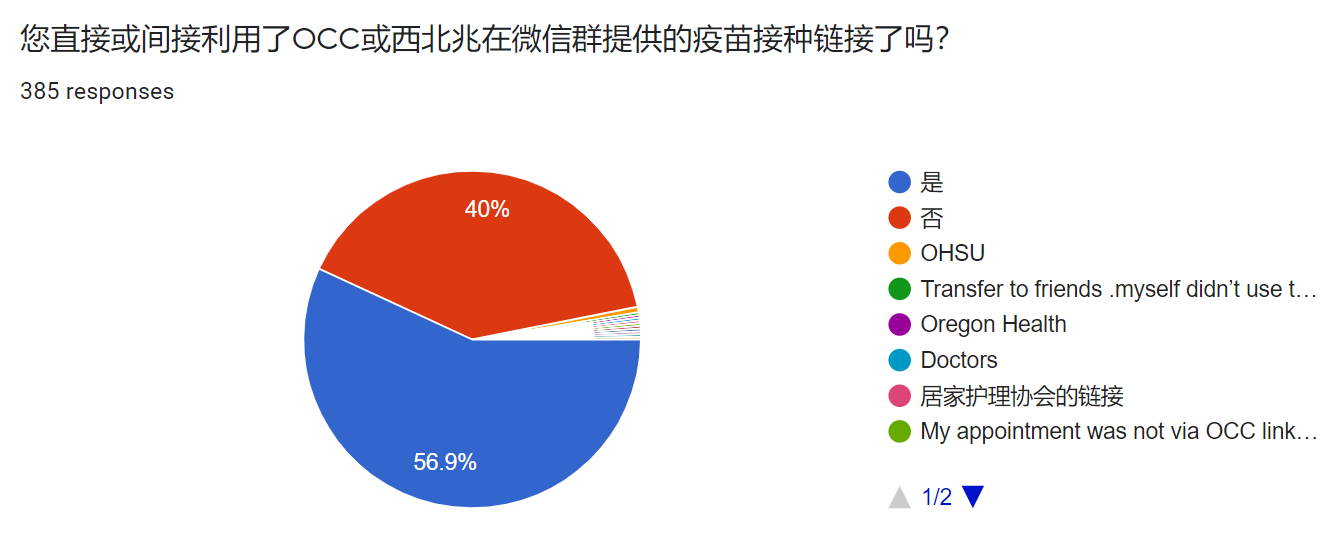 您直接或间接利用了OCC或西北兆在微信群提供的疫苗接种链接了吗?
385 responses
40%
56.9%
是
否
OHSU
Transfer to friends .myself didn’t use t…
Oregon Health
Doctors
居家护理协会的链接
My appointment was not via OCC link…
1/2